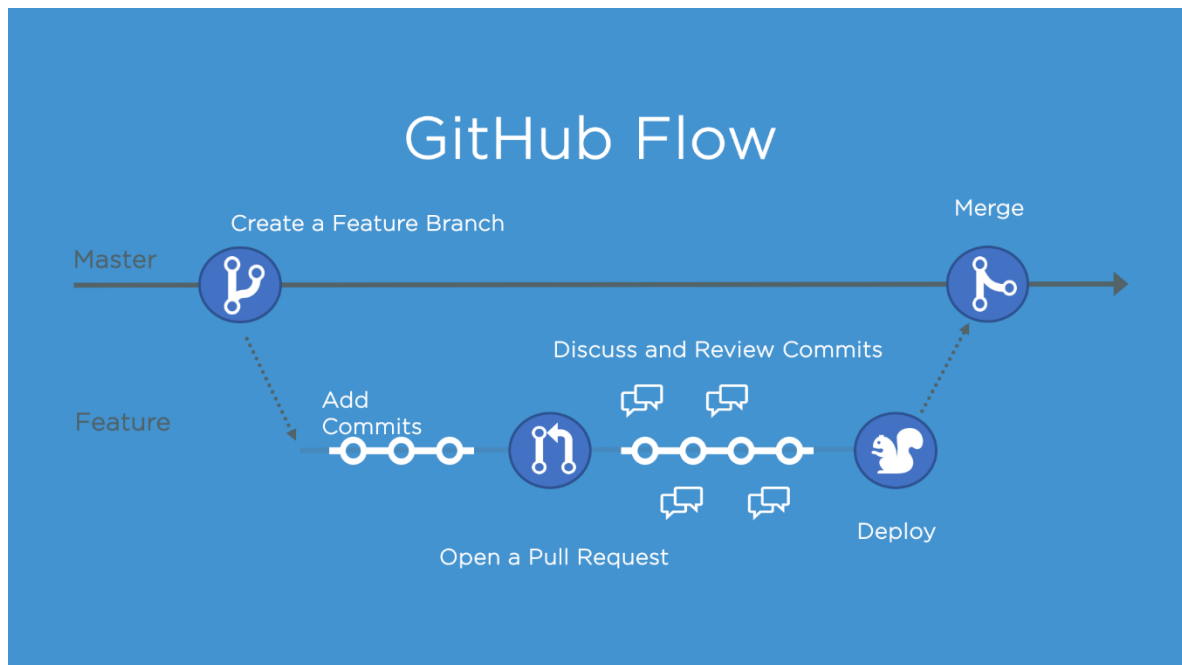 GitHub Flow
Create a Feature Branch
Merge
Master
Discuss and Review Commits
Add
Commits
Feature
Deploy
Open a Pull Request